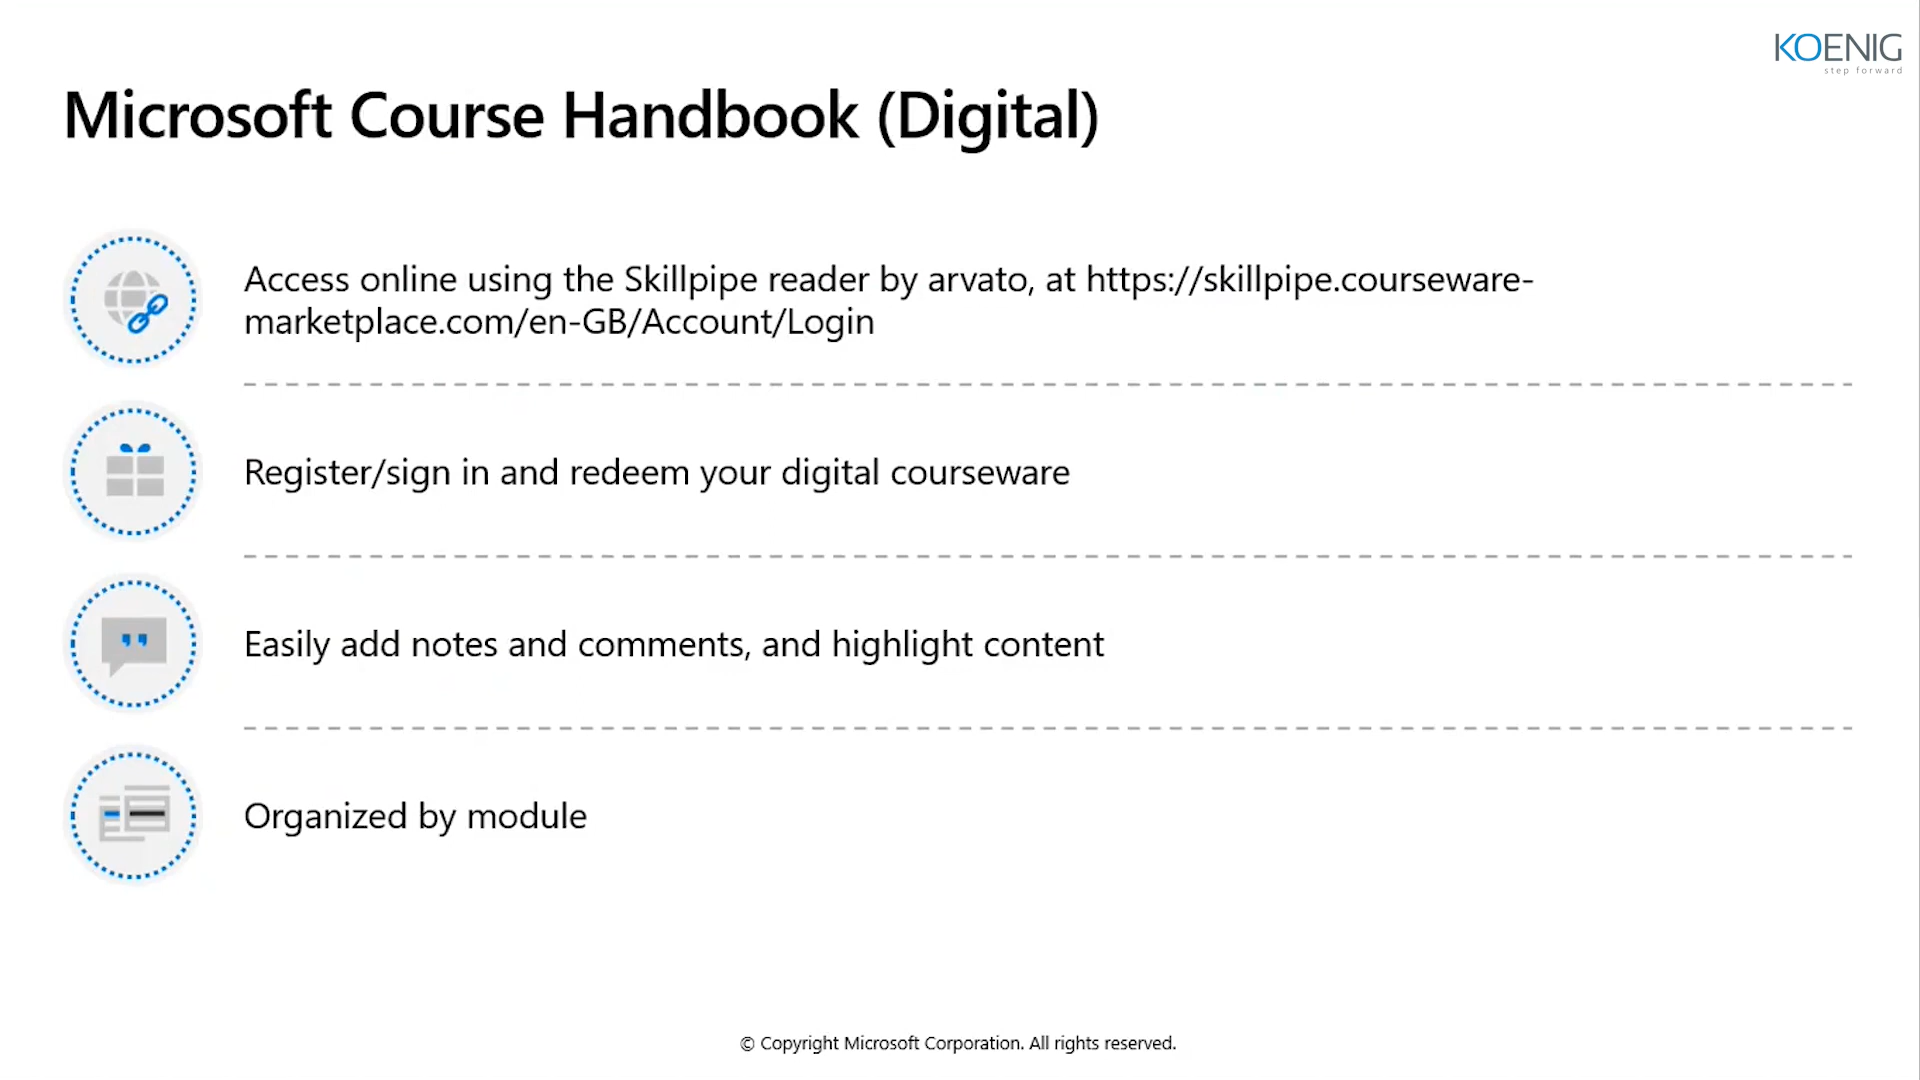 KOENIG
step forward
Microsoft Course Handbook (Digital)
Access online using the Skillpipe reader by arvato, at https://skillpipe.courseware-
marketplace.com/en-GB/Account/Login
Register/sign in and redeem your digital courseware
Easily add notes and comments, and highlight content
Organized by module
© Copyright Microsoft Corporation. All rights reserved.